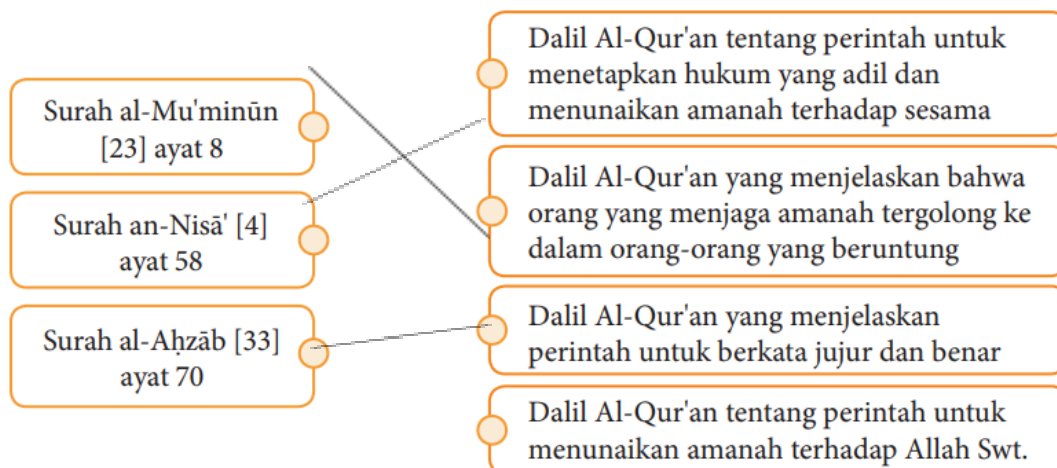 Surah al-Mu'minūn
[23] ayat 8
Surah an-Nisā' [4]
ayat 58
Surah al-Aḥzāb [33]
ayat 70
Dalil Al-Qur'an tentang perintah untuk
menetapkan hukum yang adil dan
menunaikan amanah terhadap sesama
Dalil Al-Qur'an yang menjelaskan bahwa
orang yang menjaga amanah tergolong ke
dalam orang-orang yang beruntung
Dalil Al-Qur'an yang menjelaskan
perintah untuk berkata jujur dan benar
Dalil Al-Qur'an tentang perintah untuk
menunaikan amanah terhadap Allah Swt.